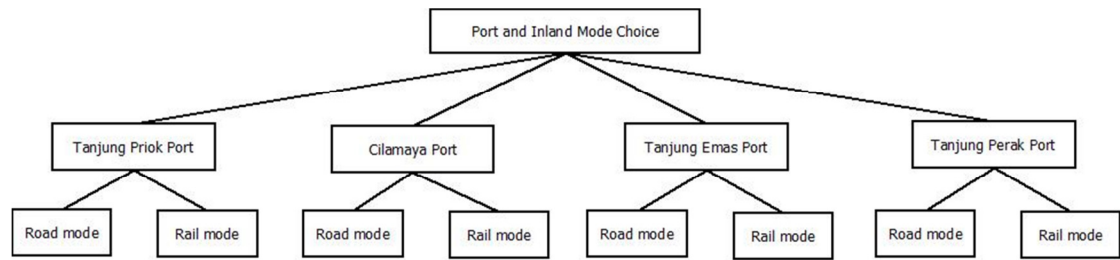 Port and Inland Mode Choice
Tanjung Priok Port
Cilamaya Port
Tanjung Emas Port
Tanjung Perak Port
Road mode
Rail mode
Road mode
Rail mode
Road mode
Rail mode
Road mode
Rail mode